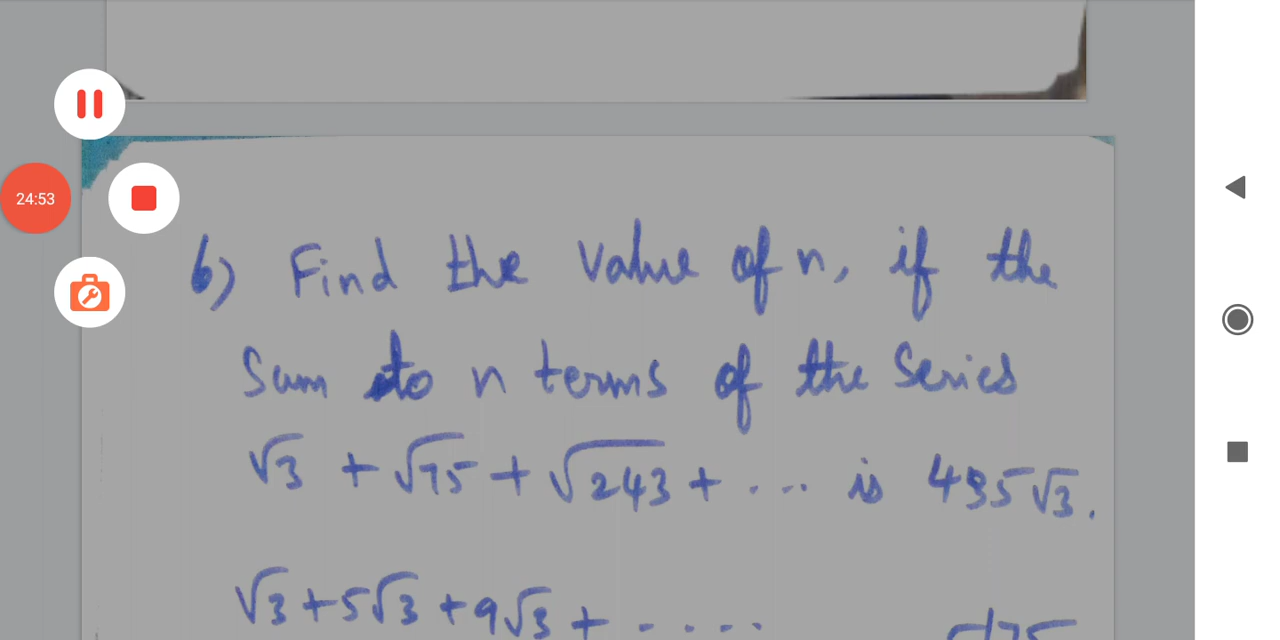 24:53
6) Find the value of n, if the
Sum to n terms of the series
√3 + √75 + √243 + ... is 435√3.
√3 + 5√3 + 9√3 + .....
√75